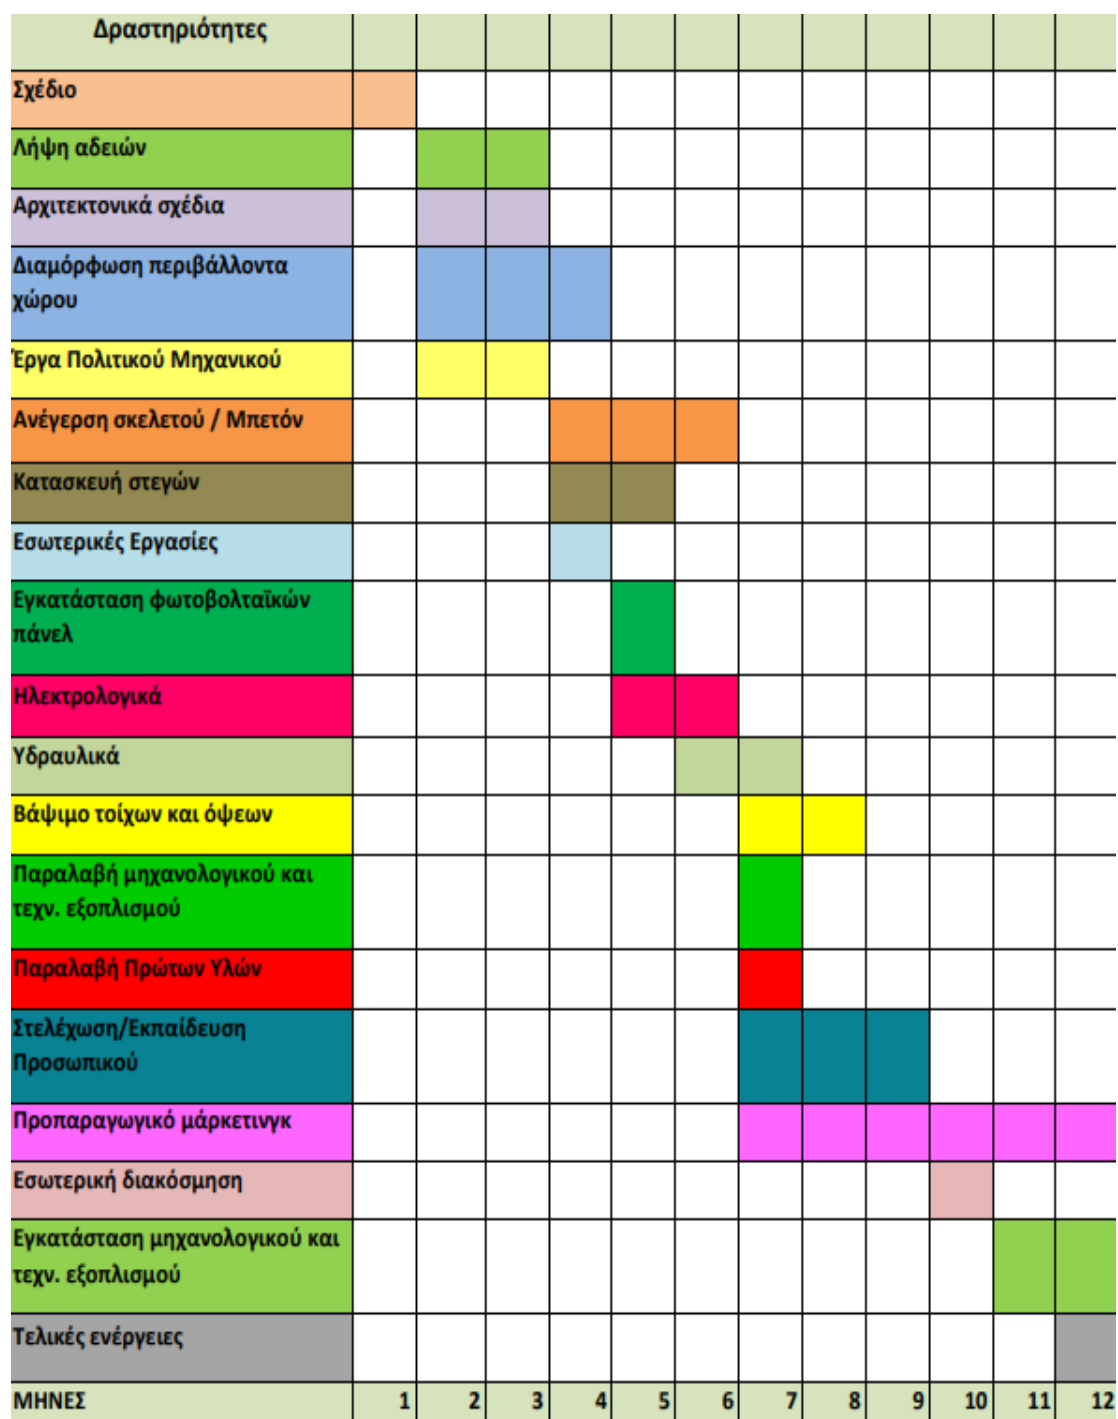 Δραστηριότητες
Σχέδιο
Λήψη αδειών
Αρχιτεκτονικά σχέδια
Διαμόρφωση περιβάλλοντα
χώρου
Έργα Πολιτικού Μηχανικού
Ανέγερση σκελετού / Μπετόν
Κατασκευή στεγών
Εσωτερικές Εργασίες
Εγκατάσταση φωτοβολταϊκών
πάνελ
Ηλεκτρολογικά
Υδραυλικά
Βάψιμο τοίχων και όψεων
Παραλαβή μηχανολογικού και
τεχν. εξοπλισμού
Παραλαβή Πρώτων Υλών
Στελέχωση/Εκπαίδευση
Προσωπικού
Προπαραγωγικό μάρκετινγκ
Εσωτερική διακόσμηση
Εγκατάσταση μηχανολογικού και
τεχν. εξοπλισμού
Τελικές ενέργειες
ΜΗΝΕΣ 1 2 3 4 5 6 7 8 9 10 11 12